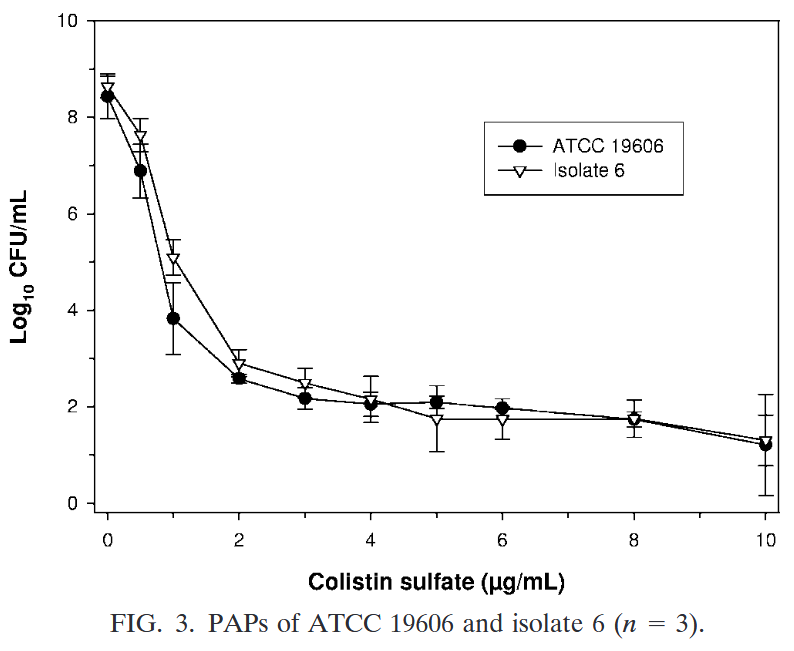 10
8
6
4
2
0
Log10 CFU/mL
ATCC 19606
Isolate 6
0 2 4 6 8 10
Colistin sulfate (µg/mL)
FIG. 3. PAPs of ATCC 19606 and isolate 6 (n = 3).